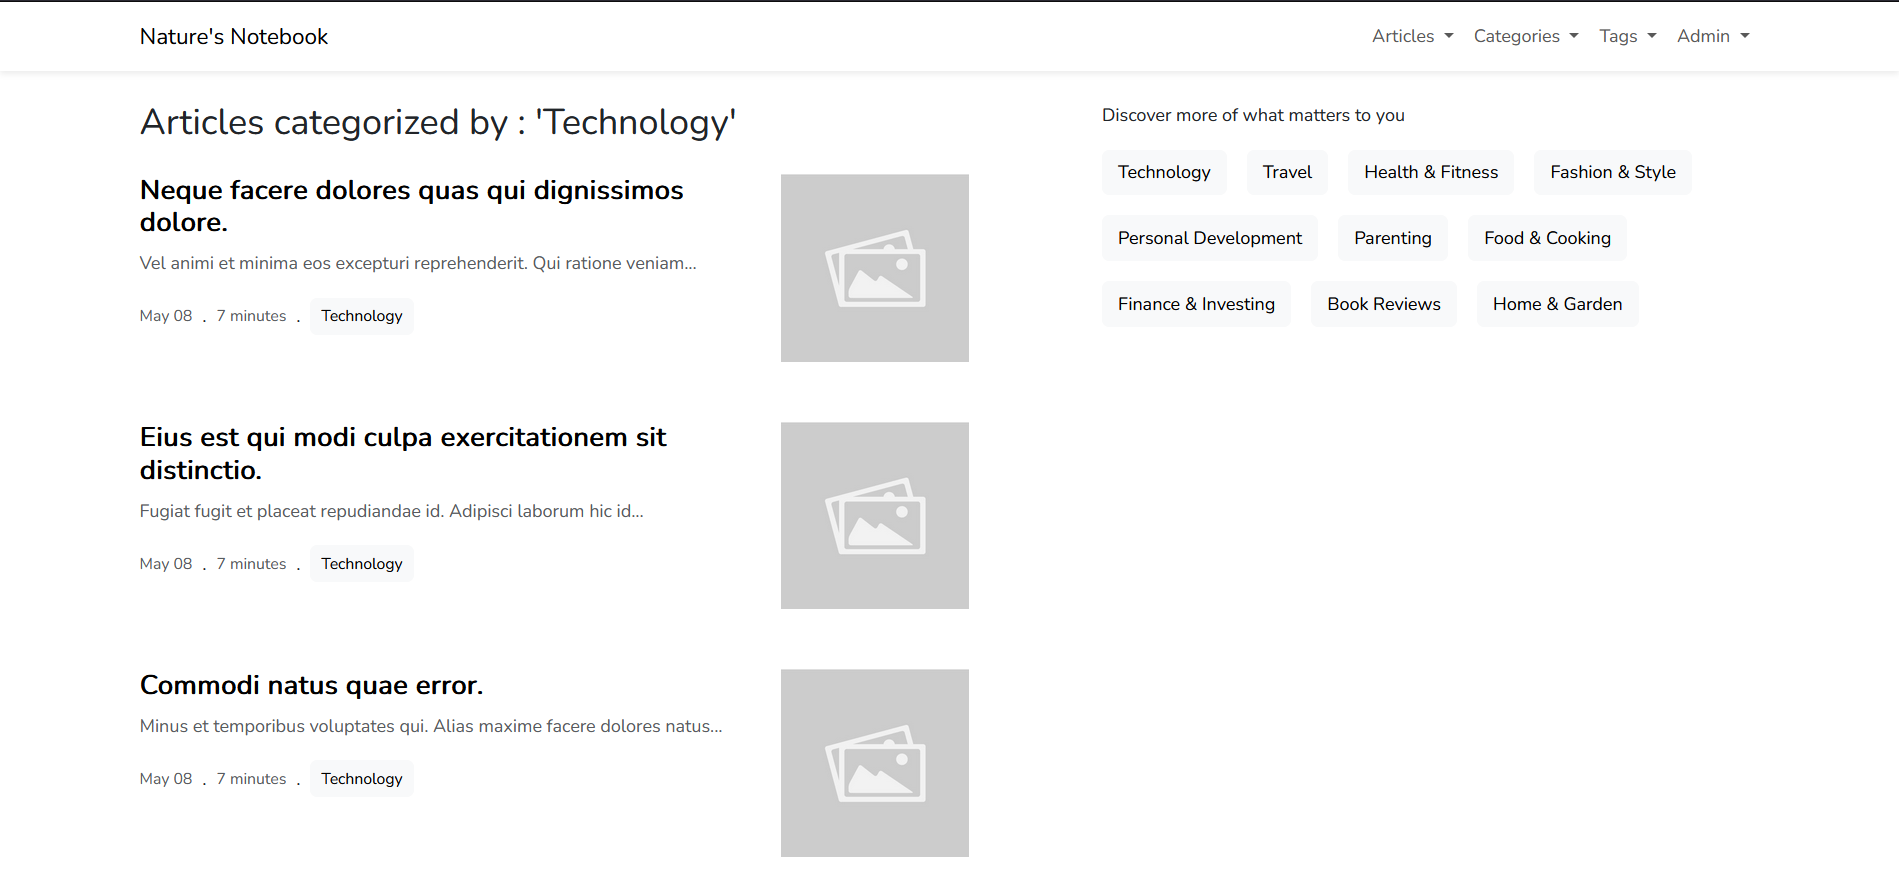 Nature's Notebook
Articles Categories Tags Admin
Articles categorized by : 'Technology'
Neque facere dolores quas qui dignissimos
dolore.
Vel animi et minima eos excepturi reprehenderit. Qui ratione veniam...
May 08 . 7 minutes . Technology
Eius est qui modi culpa exercitationem sit
distinctio.
Fugiat fugit et placeat repudiandae id. Adipisci laborum hic id...
May 08 . 7 minutes . Technology
Commodi natus quae error.
Minus et temporibus voluptates qui. Alias maxime facere dolores natus...
May 08 . 7 minutes . Technology
Discover more of what matters to you
Technology Travel Health & Fitness Fashion & Style
Personal Development Parenting Food & Cooking
Finance & Investing Book Reviews Home & Garden